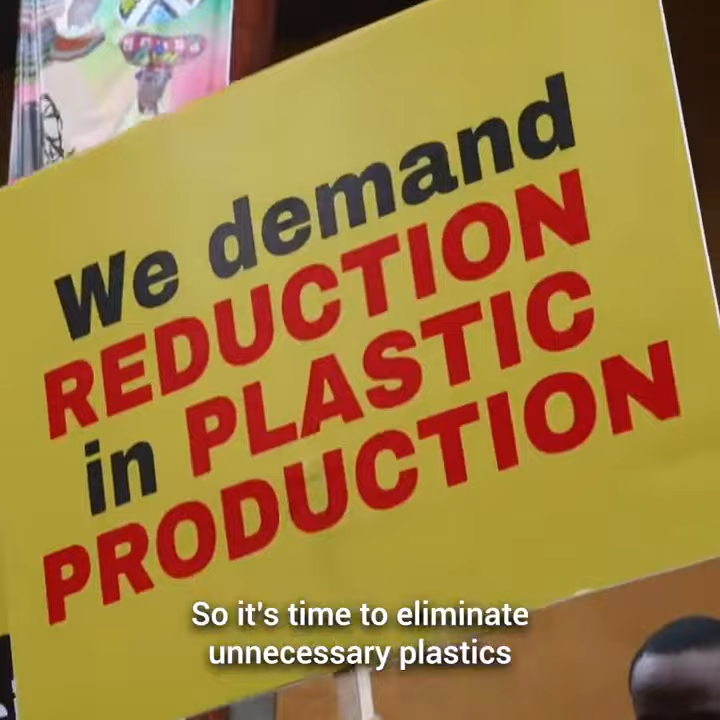 We demand
REDUCTION
in PLASTIC
PRODUCTION
So it's time to eliminate
unnecessary plastics